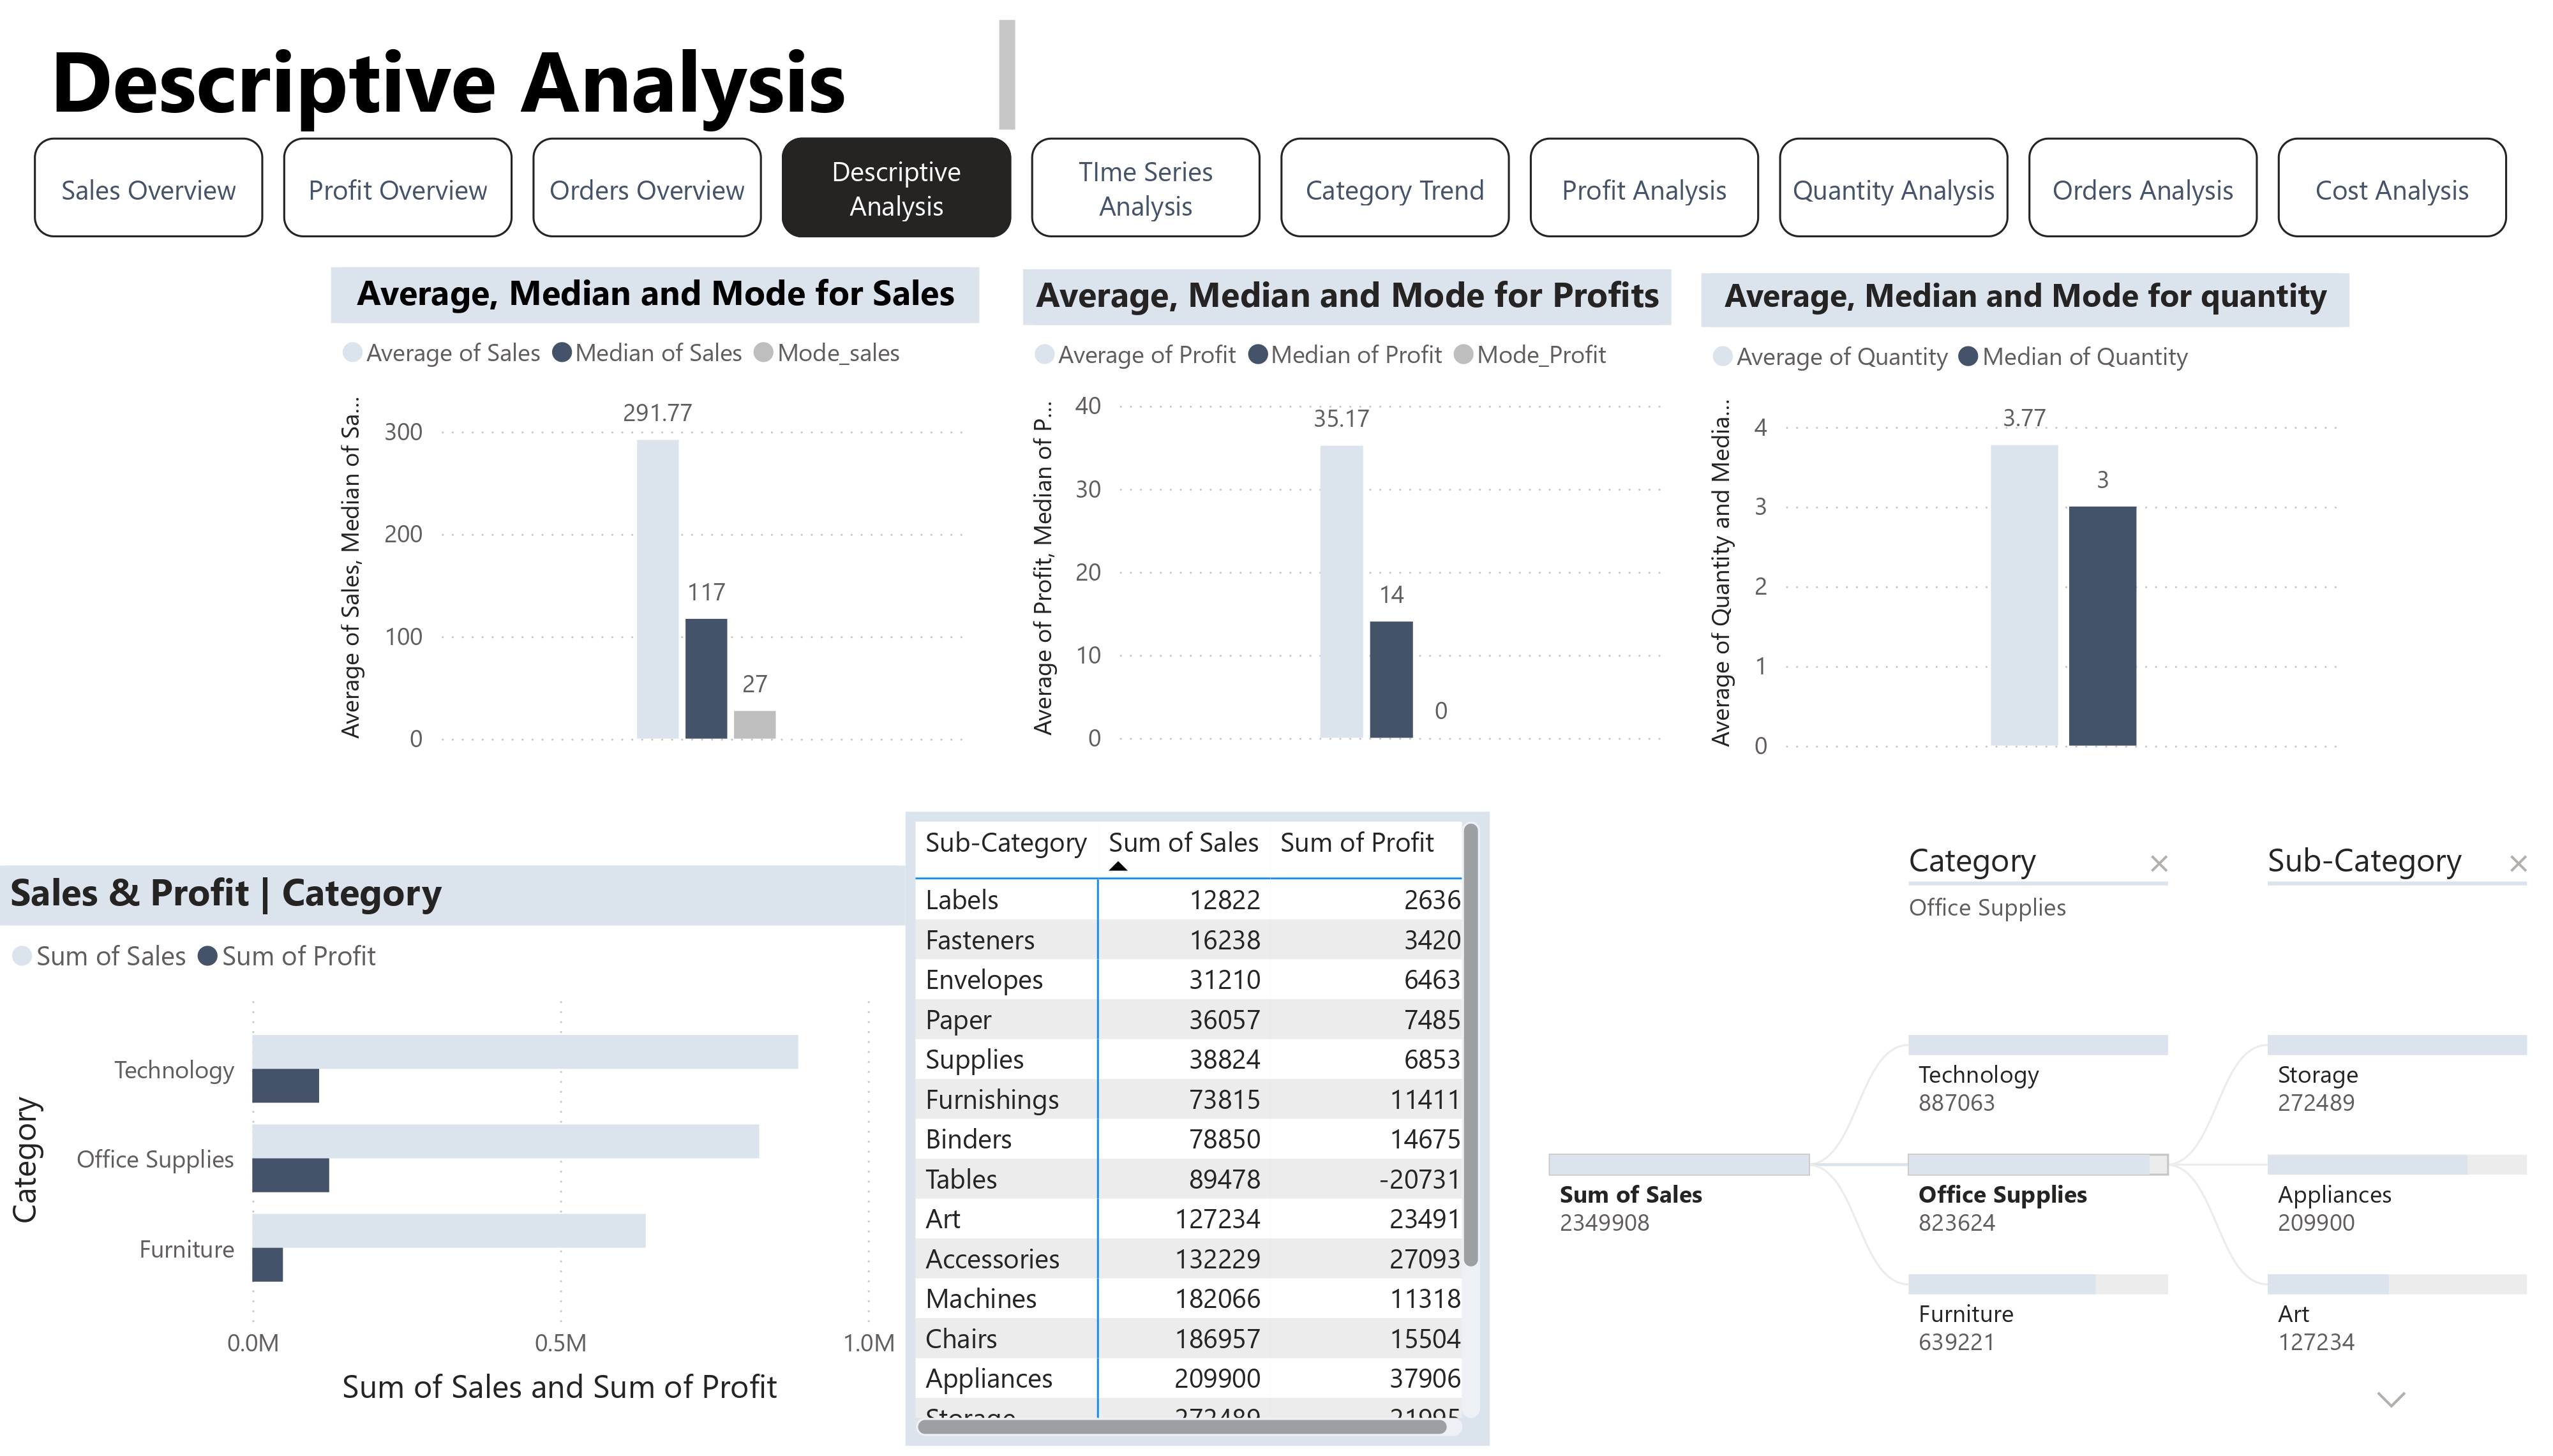 Descriptive Analysis
Sales Overview
Profit Overview
Orders Overview
Descriptive
Analysis
TIme Series
Analysis
Category Trend
Profit Analysis
Quantity Analysis
Orders Analysis
Cost Analysis
Average, Median and Mode for Sales
Average of Sales Median of Sales Mode_sales
Average of Sales, Median of Sa...
300
200
100
0
291.77
117
27
Average, Median and Mode for Profits
Average of Profit Median of Profit Mode_Profit
Average of Profit, Median of P...
40
30
20
10
0
35.17
14
0
Average, Median and Mode for quantity
Average of Quantity Median of Quantity
Average of Quantity and Media...
4
3
2
1
0
3.77
3
Sales & Profit | Category
Sum of Sales Sum of Profit
Category
Technology
Office Supplies
Furniture
0.0M 0.5M 1.0M
Sum of Sales and Sum of Profit
Sub-Category Sum of Sales Sum of Profit
Labels 12822 2636
Fasteners 16238 3420
Envelopes 31210 6463
Paper 36057 7485
Supplies 38824 6853
Furnishings 73815 11411
Binders 78850 14675
Tables 89478 -20731
Art 127234 23491
Accessories 132229 27093
Machines 182066 11318
Chairs 186957 15504
Appliances 209900 37906
Storage 272489 21995
Category
Office Supplies
Sub-Category
Sum of Sales
2349908
Technology
887063
Office Supplies
823624
Furniture
639221
Storage
272489
Appliances
209900
Art
127234